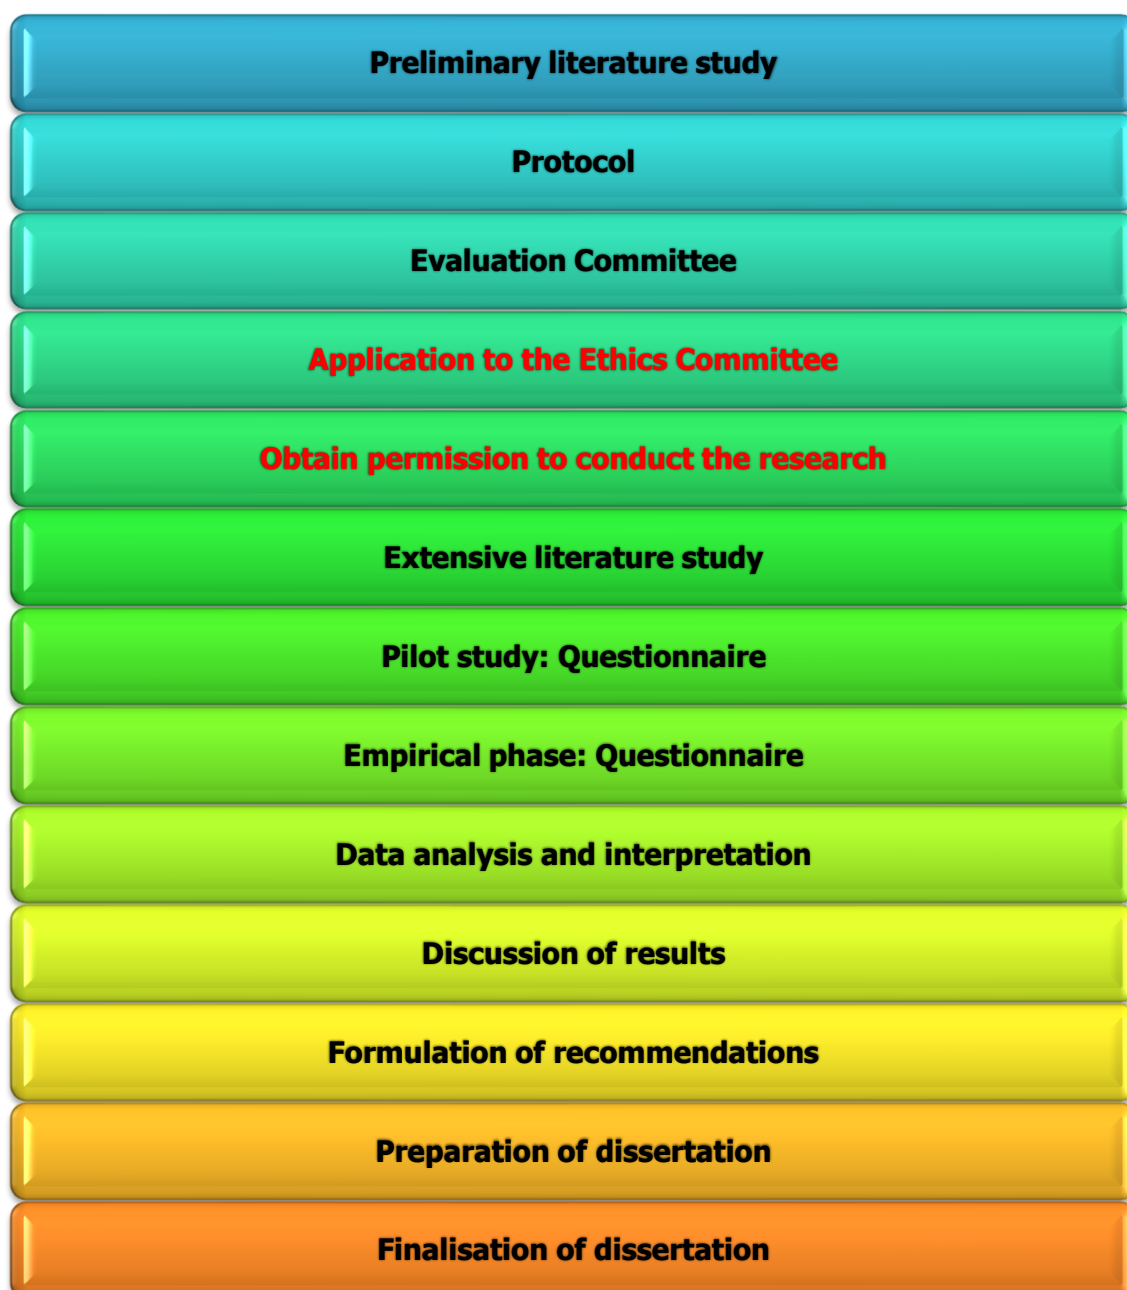 Preliminary literature study
Protocol
Evaluation Committee
Application to the Ethics Committee
Obtain permission to conduct the research
Extensive literature study
Pilot study: Questionnaire
Empirical phase: Questionnaire
Data analysis and interpretation
Discussion of results
Formulation of recommendations
Preparation of dissertation
Finalisation of dissertation